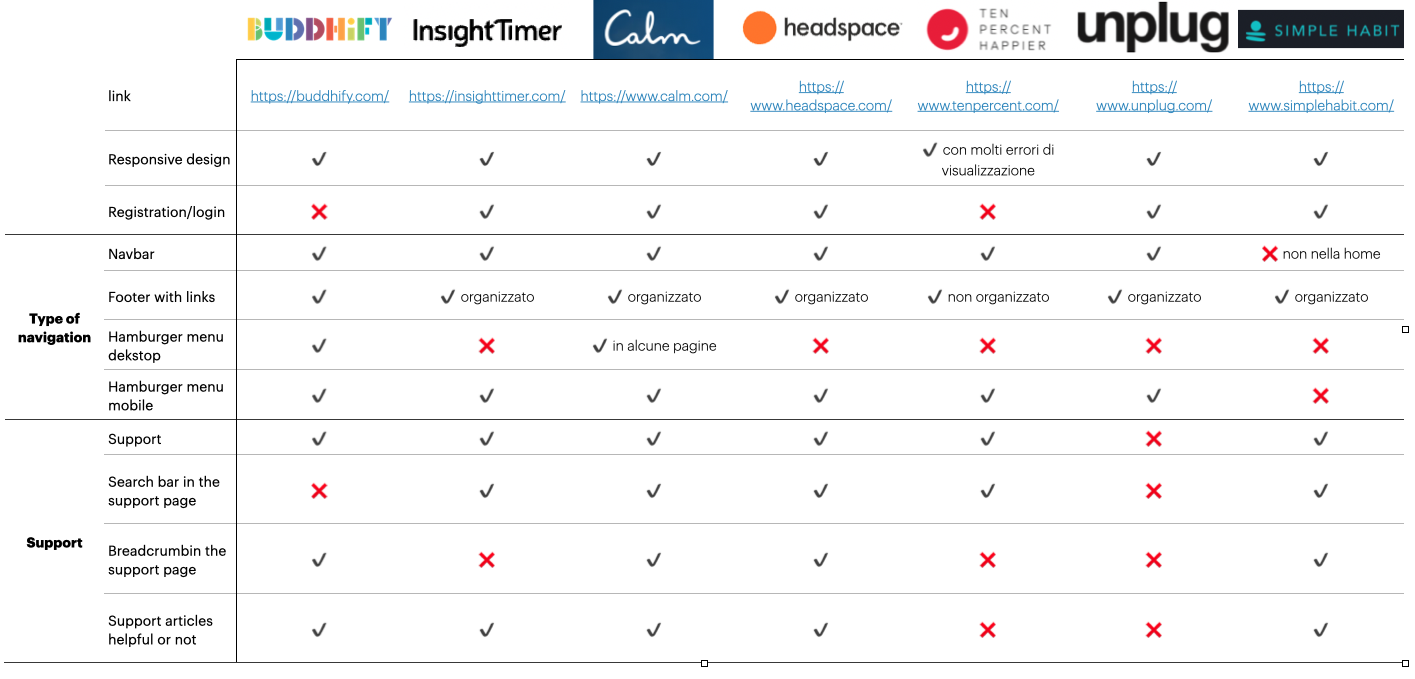 BUDDHiFY InsightTimer Calm headspace TEN PERCENT HAPPIER unplug SIMPLE HABIT
link https://buddhify.com/ https://insighttimer.com/ https://www.calm.com/ https://www.headspace.com/ https://www.tenpercent.com/ https://www.unplug.com/ https://www.simplehabit.com/
Responsive design ✓ ✓ ✓ ✓ ✓ con molti errori di visualizzazione ✓ ✓
Registration/login ❌ ✓ ✓ ✓ ❌ ✓ ✓
Type of navigation
Navbar ✓ ✓ ✓ ✓ ✓ ✓ ❌ non nella home
Footer with links ✓ ✓ organizzato ✓ organizzato ✓ organizzato ✓ non organizzato ✓ organizzato ✓ organizzato
Hamburger menu dekstop ✓ ❌ ✓ in alcune pagine ❌ ❌ ❌ ❌
Hamburger menu mobile ✓ ✓ ✓ ✓ ✓ ✓ ❌
Support
Support ✓ ✓ ✓ ✓ ✓ ❌ ✓
Search bar in the support page ❌ ✓ ✓ ✓ ✓ ❌ ✓
Breadcrumbin the support page ✓ ❌ ✓ ✓ ❌ ❌ ✓
Support articles helpful or not ✓ ✓ ✓ ✓ ❌ ❌ ✓